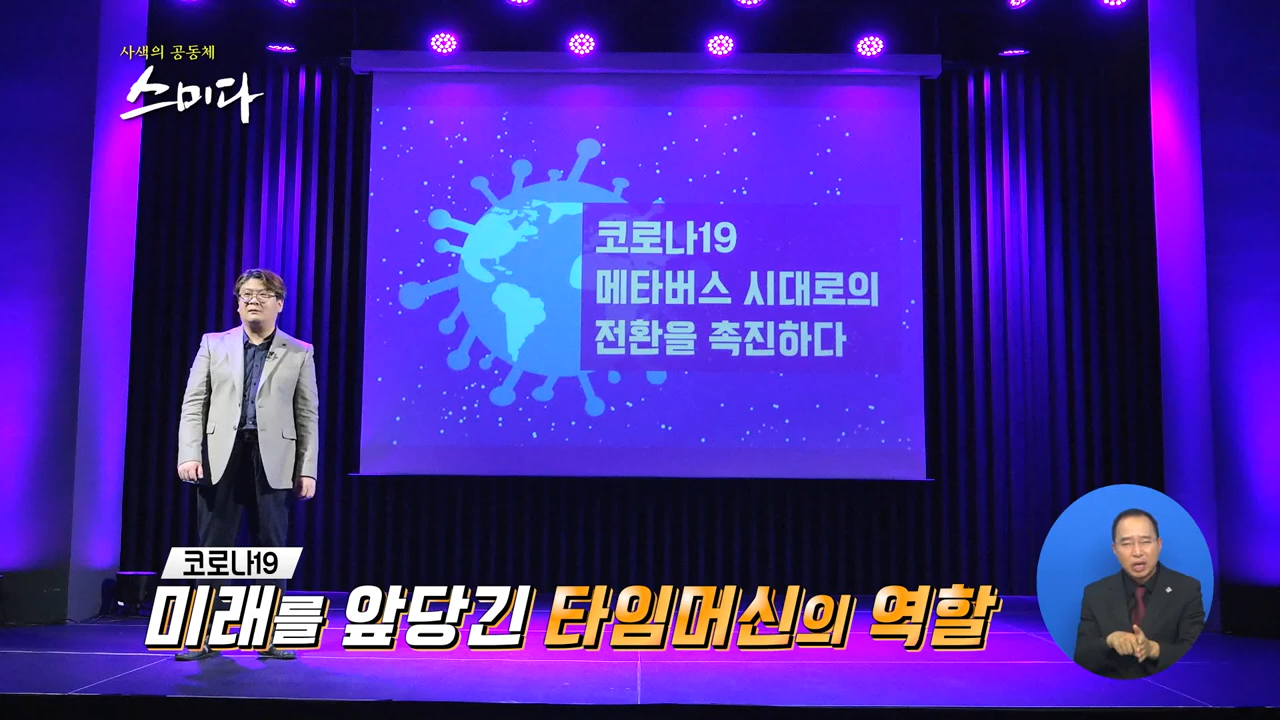 사색의 공동체
스미다
코로나19
메타버스 시대로의
전환을 촉진하다
코로나19
미래를 앞당긴 타임머신의 역할